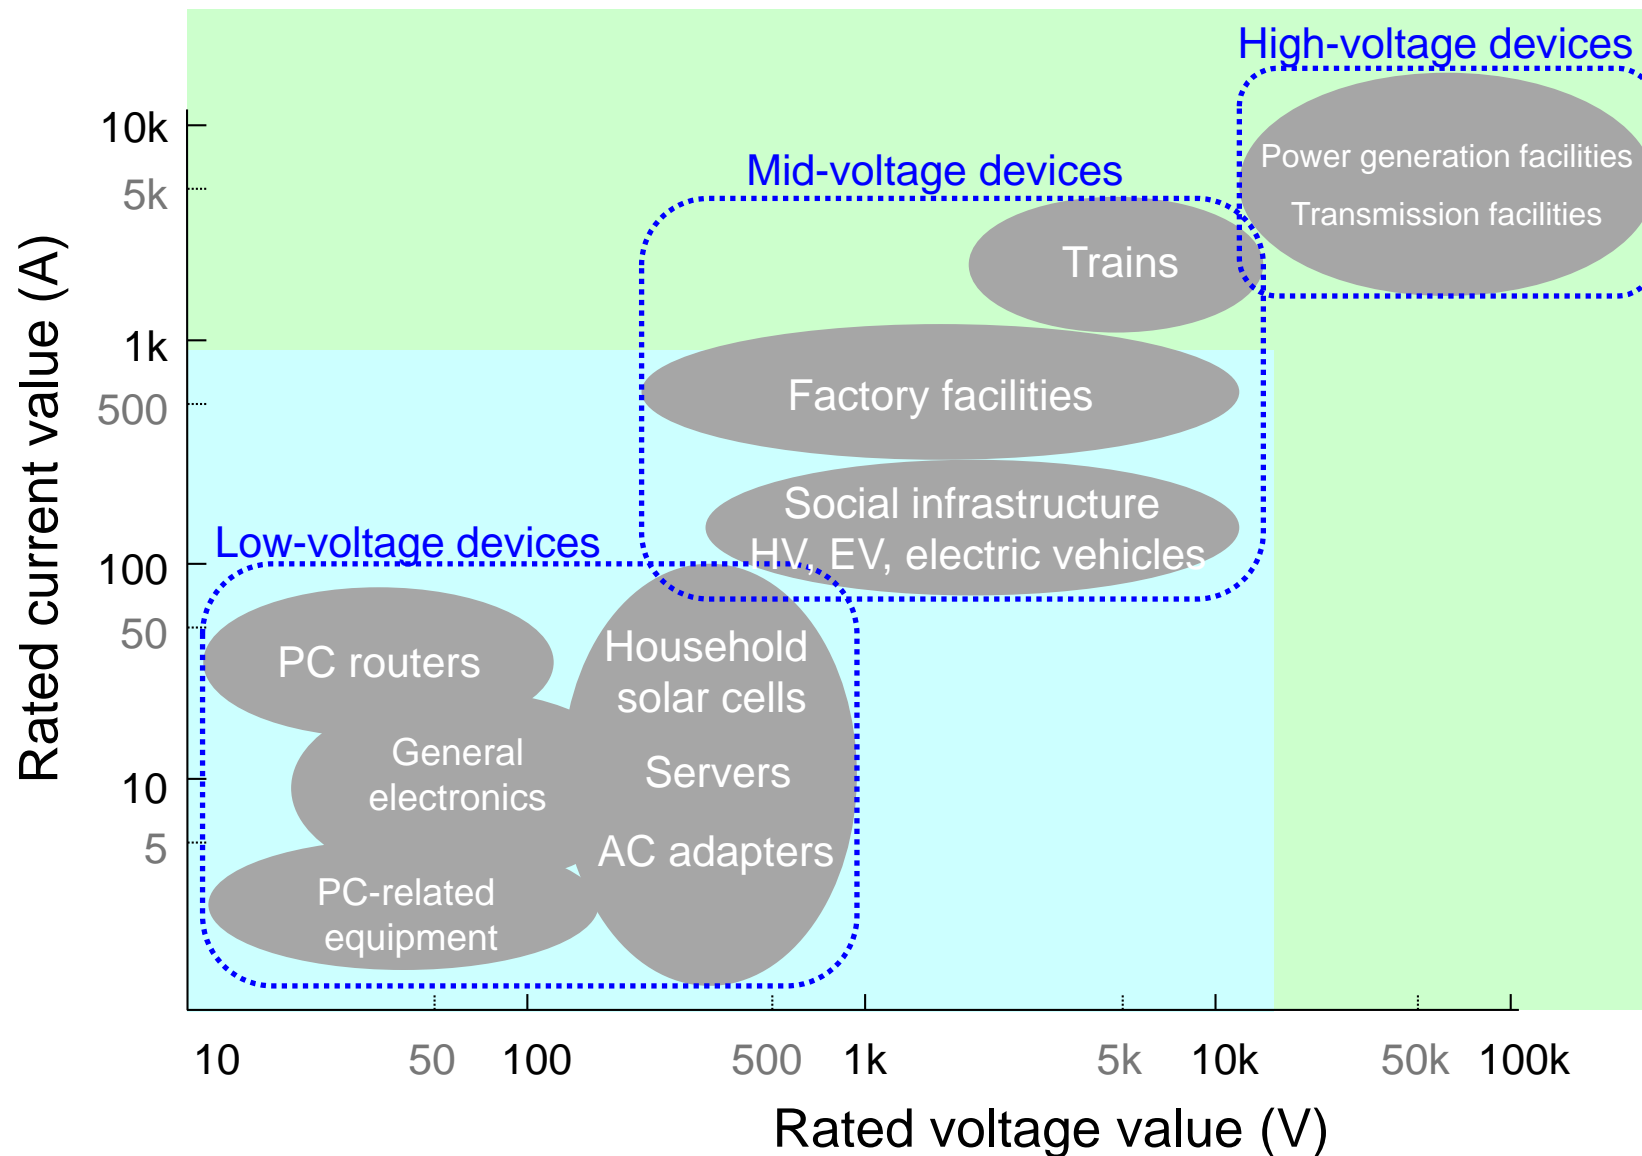 High-voltage devices
10k
Power generation facilities
Mid-voltage devices
5k
Transmission facilities
Trains
1k
Factory facilities
500
Social infrastructure
HV, EV, electric vehicles
Low-voltage devices
100
50
PC routers
Household
solar cells
General
electronics
Servers
10
5
AC adapters
PC-related
equipment
Rated current value (A)
10 50 100 500 1k 5k 10k 50k 100k
Rated voltage value (V)